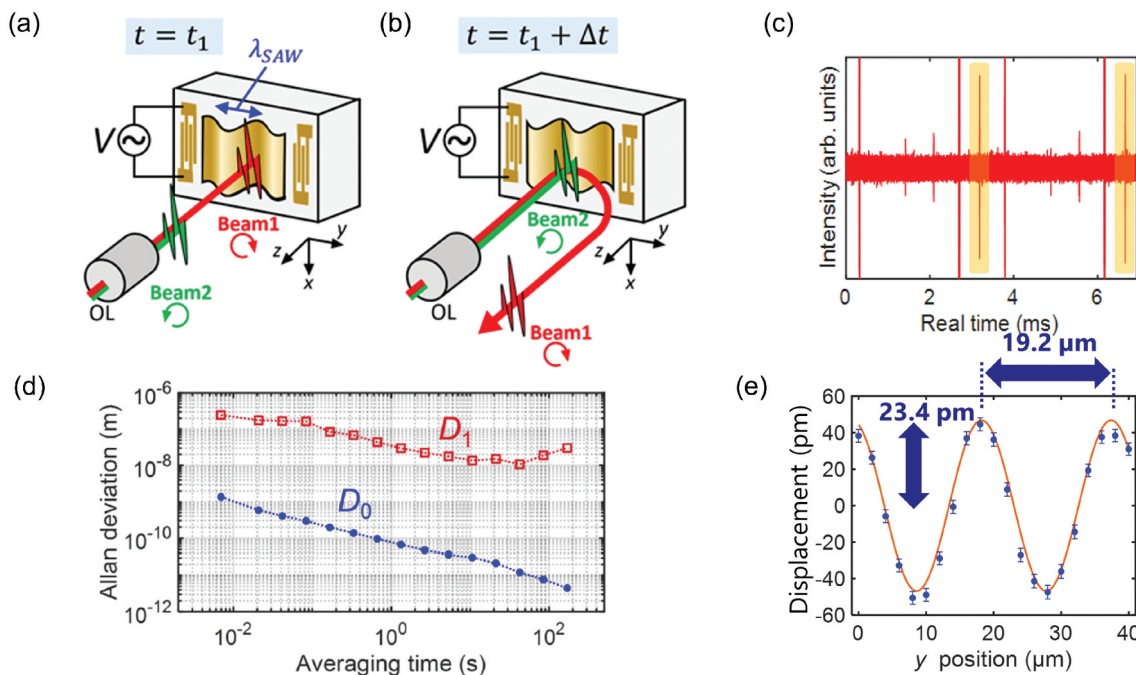 (a)
t = t₁
λSAW
V
Beam1
Beam2
OL
z
y
x
(b)
t = t₁ + Δt
V
Beam2
OL
z
y
x
Beam1
(c)
Intensity (arb. units)
0 2 4 6
Real time (ms)
(d)
Allan deviation (m)
10⁻⁶
10⁻⁸
10⁻¹⁰
10⁻¹²
D₁
D₀
10⁻² 10⁰ 10²
Averaging time (s)
(e)
19.2 μm
23.4 pm
Displacement (pm)
60
40
20
0
-20
-40
-60
0 10 20 30 40
y position (μm)